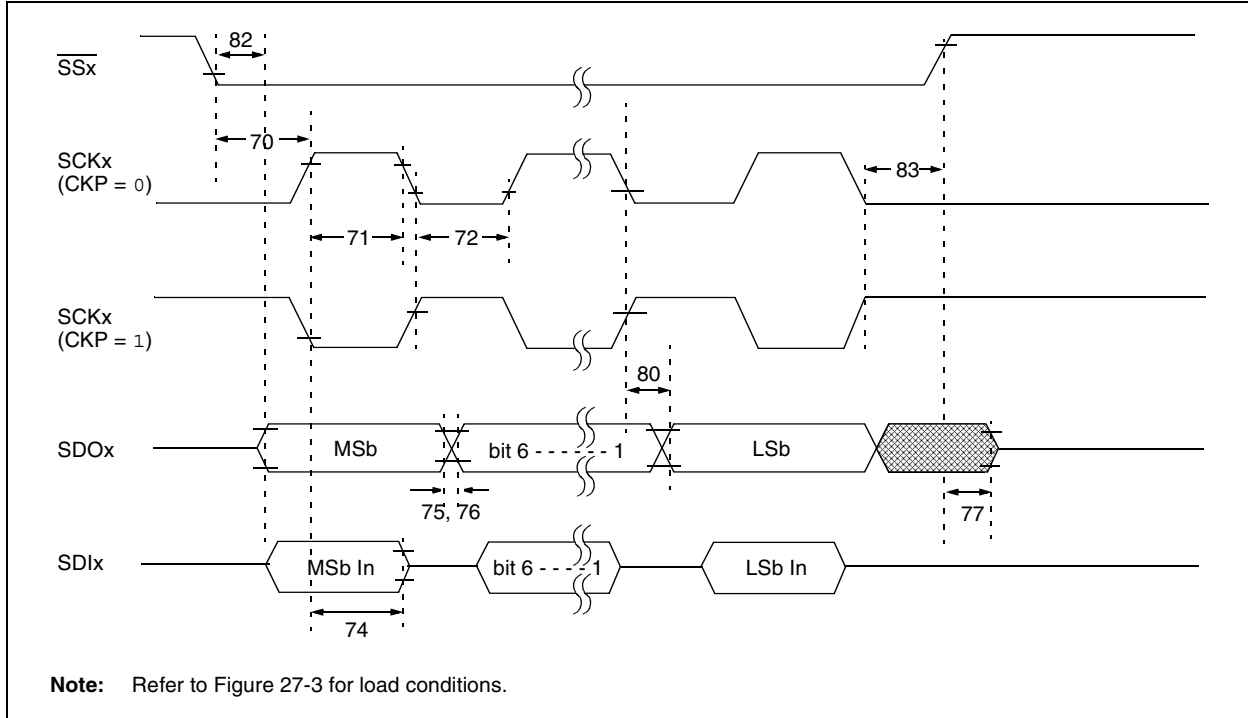 82
SSx
70
SCKx
(CKP = 0)
83
71
72
SCKx
(CKP = 1)
80
SDOx
MSb
bit 6 - - - - - - 1
LSb
75, 76
77
SDIx
MSb In
bit 6 - - - - 1
LSb In
74
Note: Refer to Figure 27-3 for load conditions.